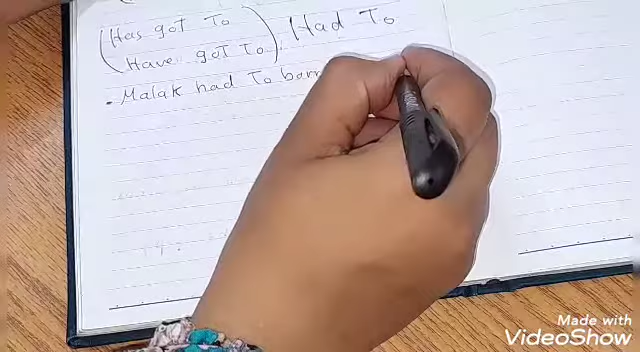 (Has got To
Have got To) Had To
• Malak had To
Made with
VideoShow